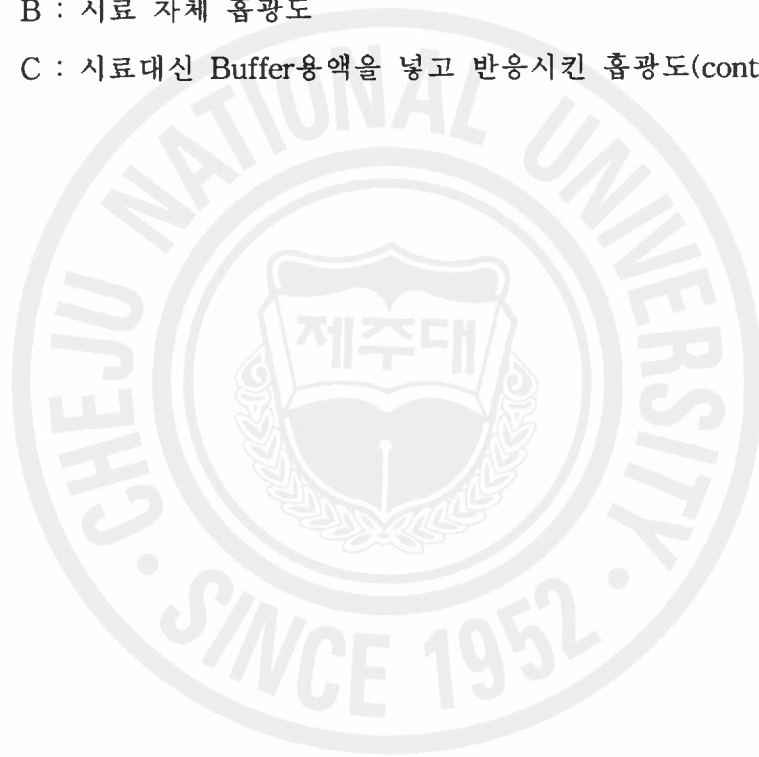 B : 시료 자체 흡광도
C : 시료대신 Buffer용액을 넣고 반응시킨 흡광도(cont
CHEJU NATIONAL UNIVERSITY
제주대
· SINCE 1952 ·